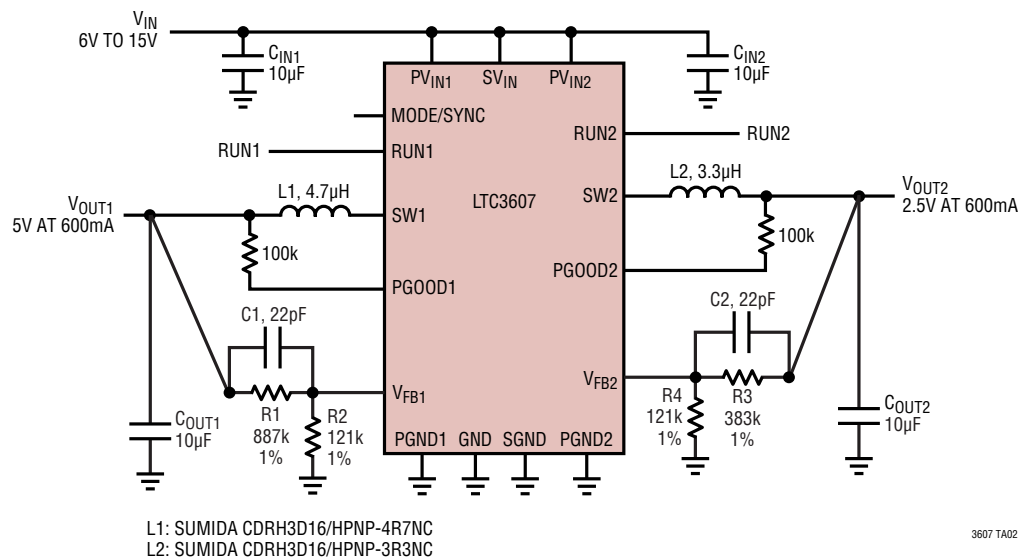 VIN
6V TO 15V
CIN1
10µF
CIN2
10µF
PVIN1
SVIN
PVIN2
MODE/SYNC
RUN1
RUN1
RUN2
RUN2
L1, 4.7µH
L2, 3.3µH
VOUT1
5V AT 600mA
SW1
LTC3607
SW2
VOUT2
2.5V AT 600mA
100k
100k
PGOOD1
PGOOD2
C1, 22pF
C2, 22pF
VFB1
VFB2
R1
887k
1%
R2
121k
1%
R4
121k
1%
R3
383k
1%
COUT1
10µF
COUT2
10µF
PGND1
GND
SGND
PGND2
L1: SUMIDA CDRH3D16/HPNP-4R7NC
L2: SUMIDA CDRH3D16/HPNP-3R3NC
3607 TA02